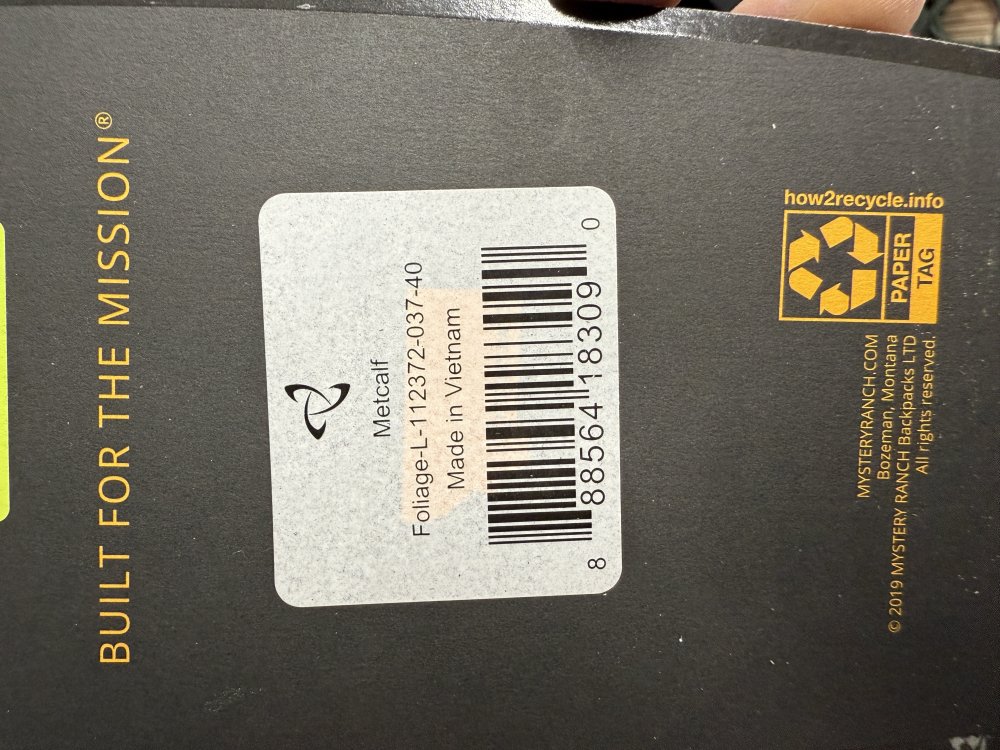 BUILT FOR THE MISSION®
Metcalf
Foliage-L-112372-037-40
Made in Vietnam
8 88564 18309 0
how2recycle.info
PAPER
TAG
MYSTERYRANCH.COM
Bozeman, Montana
© 2019 MYSTERY RANCH Backpacks LTD
All rights reserved.